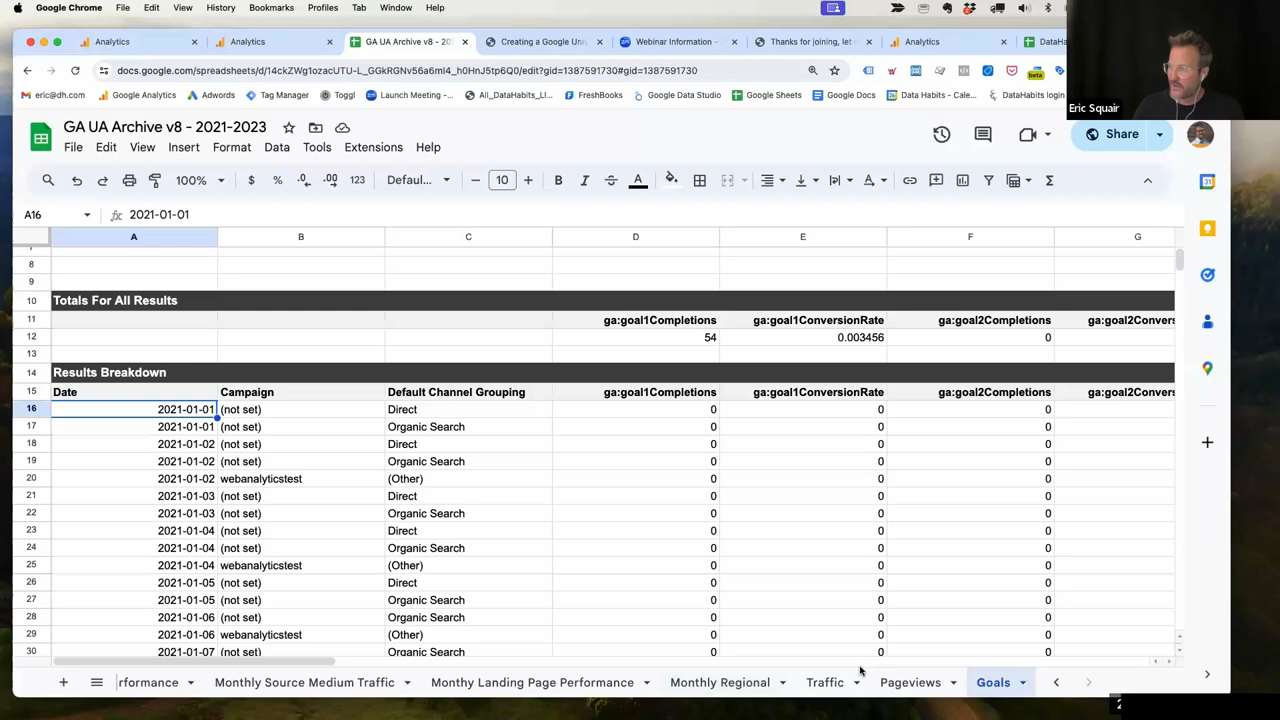 Google Chrome File Edit View History Bookmarks Profiles Tab Window Help
Analytics Analytics GA UA Archive v8 - 202 Creating a Google Uni Webinar Information - Thanks for joining, let Analytics DataHa
docs.google.com/spreadsheets/d/14ckZWg1ozacUTU-L_GGkRGNv56a6ml4_h0HnJ5tp6Q0/edit?gid=1387591730#gid=1387591730
beta
eric@dh.com Google Analytics Adwords Tag Manager Toggl Launch Meeting -... All_DataHabits_LI... FreshBooks Google Data Studio Google Sheets Google Docs Data Habits - Cale... DataHabits login
Eric Squair
GA UA Archive v8 - 2021-2023
Share
File Edit View Insert Format Data Tools Extensions Help
100% $ % .0 .00 123 Defaul... 10 B I S A
A16 fx 2021-01-01
31
A B C D E F G
7
8
9
10 Totals For All Results
11 ga:goal1Completions ga:goal1ConversionRate ga:goal2Completions ga:goal2Convers
12 54 0.003456 0
13
14 Results Breakdown
15 Date Campaign Default Channel Grouping ga:goal1Completions ga:goal1ConversionRate ga:goal2Completions ga:goal2Convers
16 2021-01-01 (not set) Direct 0 0 0
17 2021-01-01 (not set) Organic Search 0 0 0
18 2021-01-02 (not set) Direct 0 0 0
19 2021-01-02 (not set) Organic Search 0 0 0
20 2021-01-02 webanalyticstest (Other) 0 0 0
21 2021-01-03 (not set) Direct 0 0 0
22 2021-01-03 (not set) Organic Search 0 0 0
23 2021-01-04 (not set) Direct 0 0 0
24 2021-01-04 (not set) Organic Search 0 0 0
25 2021-01-04 webanalyticstest (Other) 0 0 0
26 2021-01-05 (not set) Direct 0 0 0
27 2021-01-05 (not set) Organic Search 0 0 0
28 2021-01-06 (not set) Organic Search 0 0 0
29 2021-01-06 webanalyticstest (Other) 0 0 0
30 2021-01-07 (not set) Organic Search 0 0 0
rformance Monthly Source Medium Traffic Monthy Landing Page Performance Monthly Regional Traffic Pageviews Goals